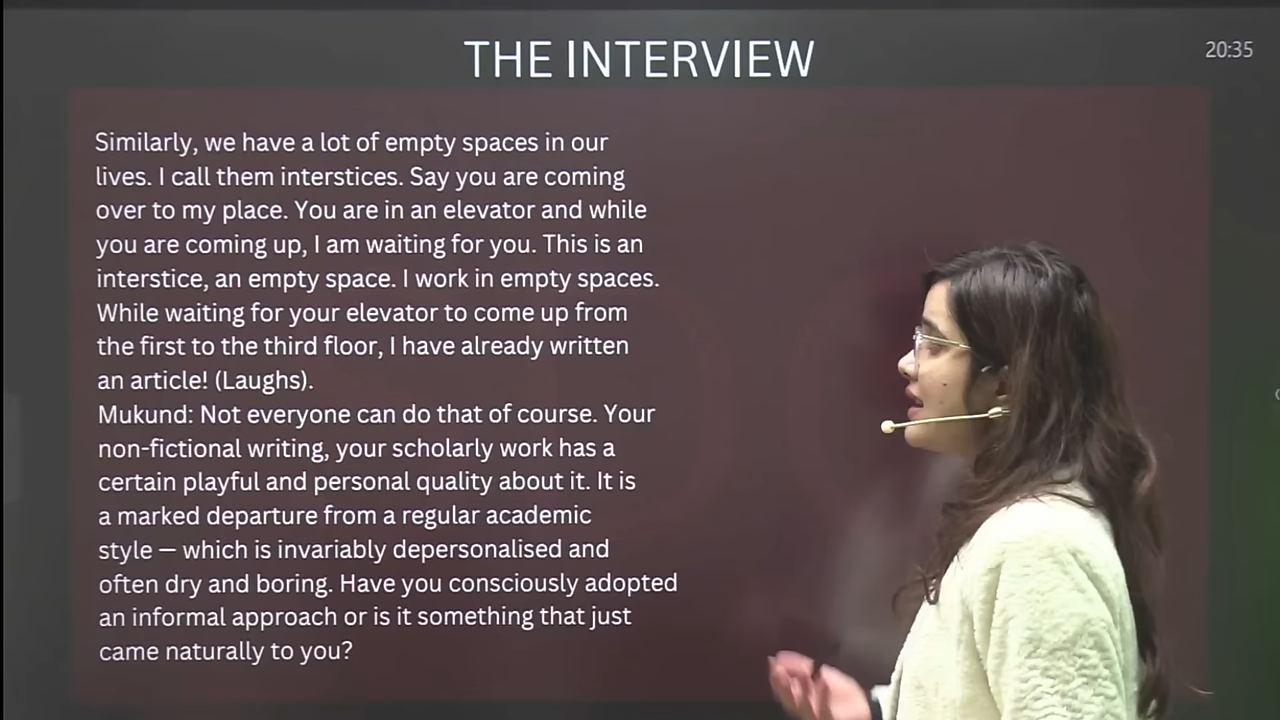 THE INTERVIEW
20:35
Similarly, we have a lot of empty spaces in our
lives. I call them interstices. Say you are coming
over to my place. You are in an elevator and while
you are coming up, I am waiting for you. This is an
interstice, an empty space. I work in empty spaces.
While waiting for your elevator to come up from
the first to the third floor, I have already written
an article! (Laughs).
Mukund: Not everyone can do that of course. Your
non-fictional writing, your scholarly work has a
certain playful and personal quality about it. It is
a marked departure from a regular academic
style — which is invariably depersonalised and
often dry and boring. Have you consciously adopted
an informal approach or is it something that just
came naturally to you?